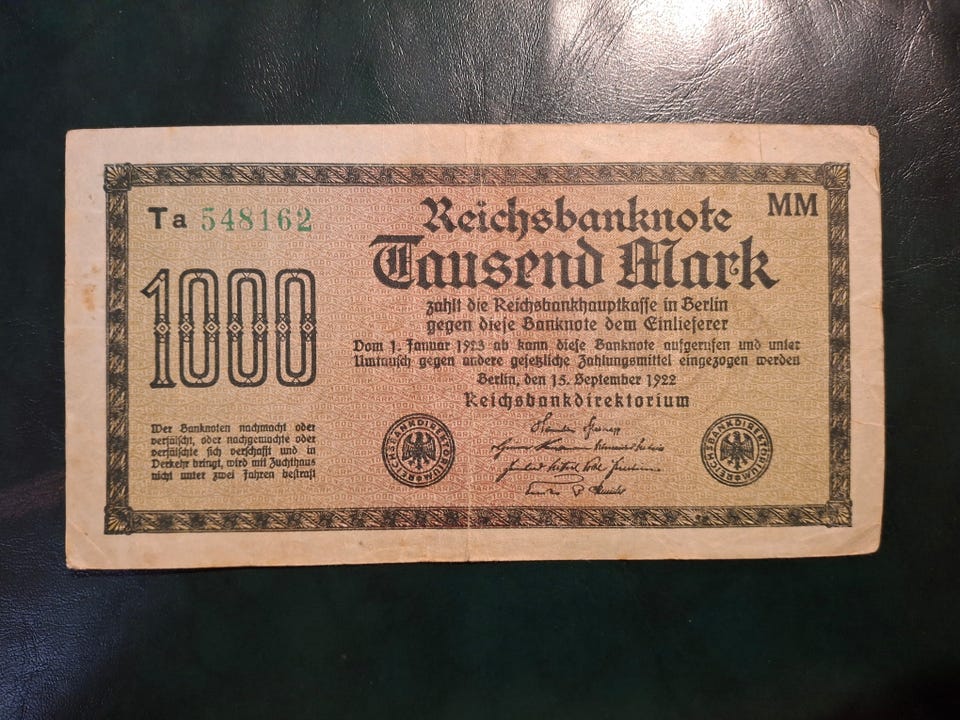 Ta 548162
MM
Reichsbanknote
Tausend Mark
1000
zahlt die Reichsbankhauptkasse in Berlin
gegen diese Banknote dem Einlieferer
Vom 1. Januar 1923 ab kann diese Banknote aufgerufen und unter
Umtausch gegen andere gesetzliche Zahlungsmittel eingezogen werden
Berlin, den 15. September 1922
Reichsbankdirektorium
Wer Banknoten nachmacht oder
verfälscht, oder nachgemachte oder
verfälschte sich verschafft und in
Verkehr bringt, wird mit Zuchthaus
nicht unter zwei Jahren bestraft
REICHSBANKDIREKTORIUM
REICHSBANKDIREKTORIUM